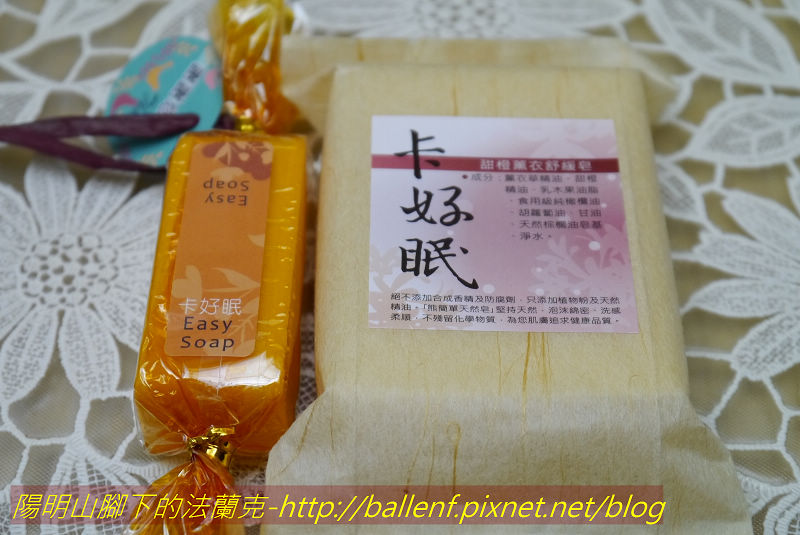 Easy
Soap
卡好眠
Easy
Soap
卡好眠
甜橙薰衣舒緩皂
●成分：薰衣草精油、甜橙
精油、乳木果油脂
、食用級純橄欖油
、胡蘿蔔油、甘油
、天然棕櫚油皂基
、淨水。
絕不添加合成香精及防腐劑，只添加植物粉及天然
精油。「熊簡單天然皂」堅持天然，泡沫綿密、洗感
柔順，不殘留化學物質，為您肌膚追求健康品質。
陽明山腳下的法蘭克-http://ballenf.pixnet.net/blog